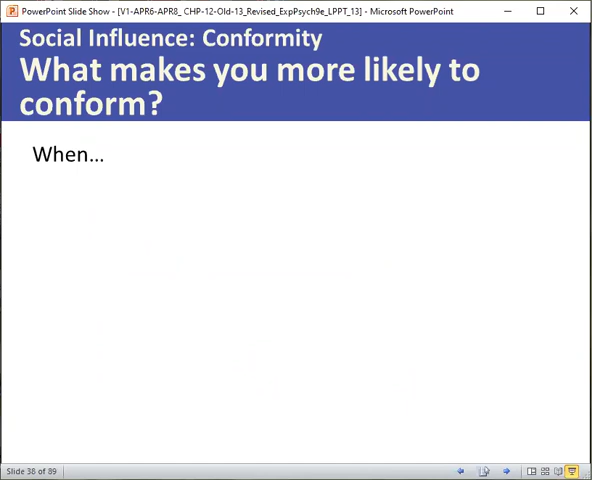 PowerPoint Slide Show - [V1-APR6-APR8_ CHP-12-Old-13_Revised_ExpPsych9e_LPPT_13] - Microsoft PowerPoint
Social Influence: Conformity
What makes you more likely to
conform?
When...
Slide 38 of 89